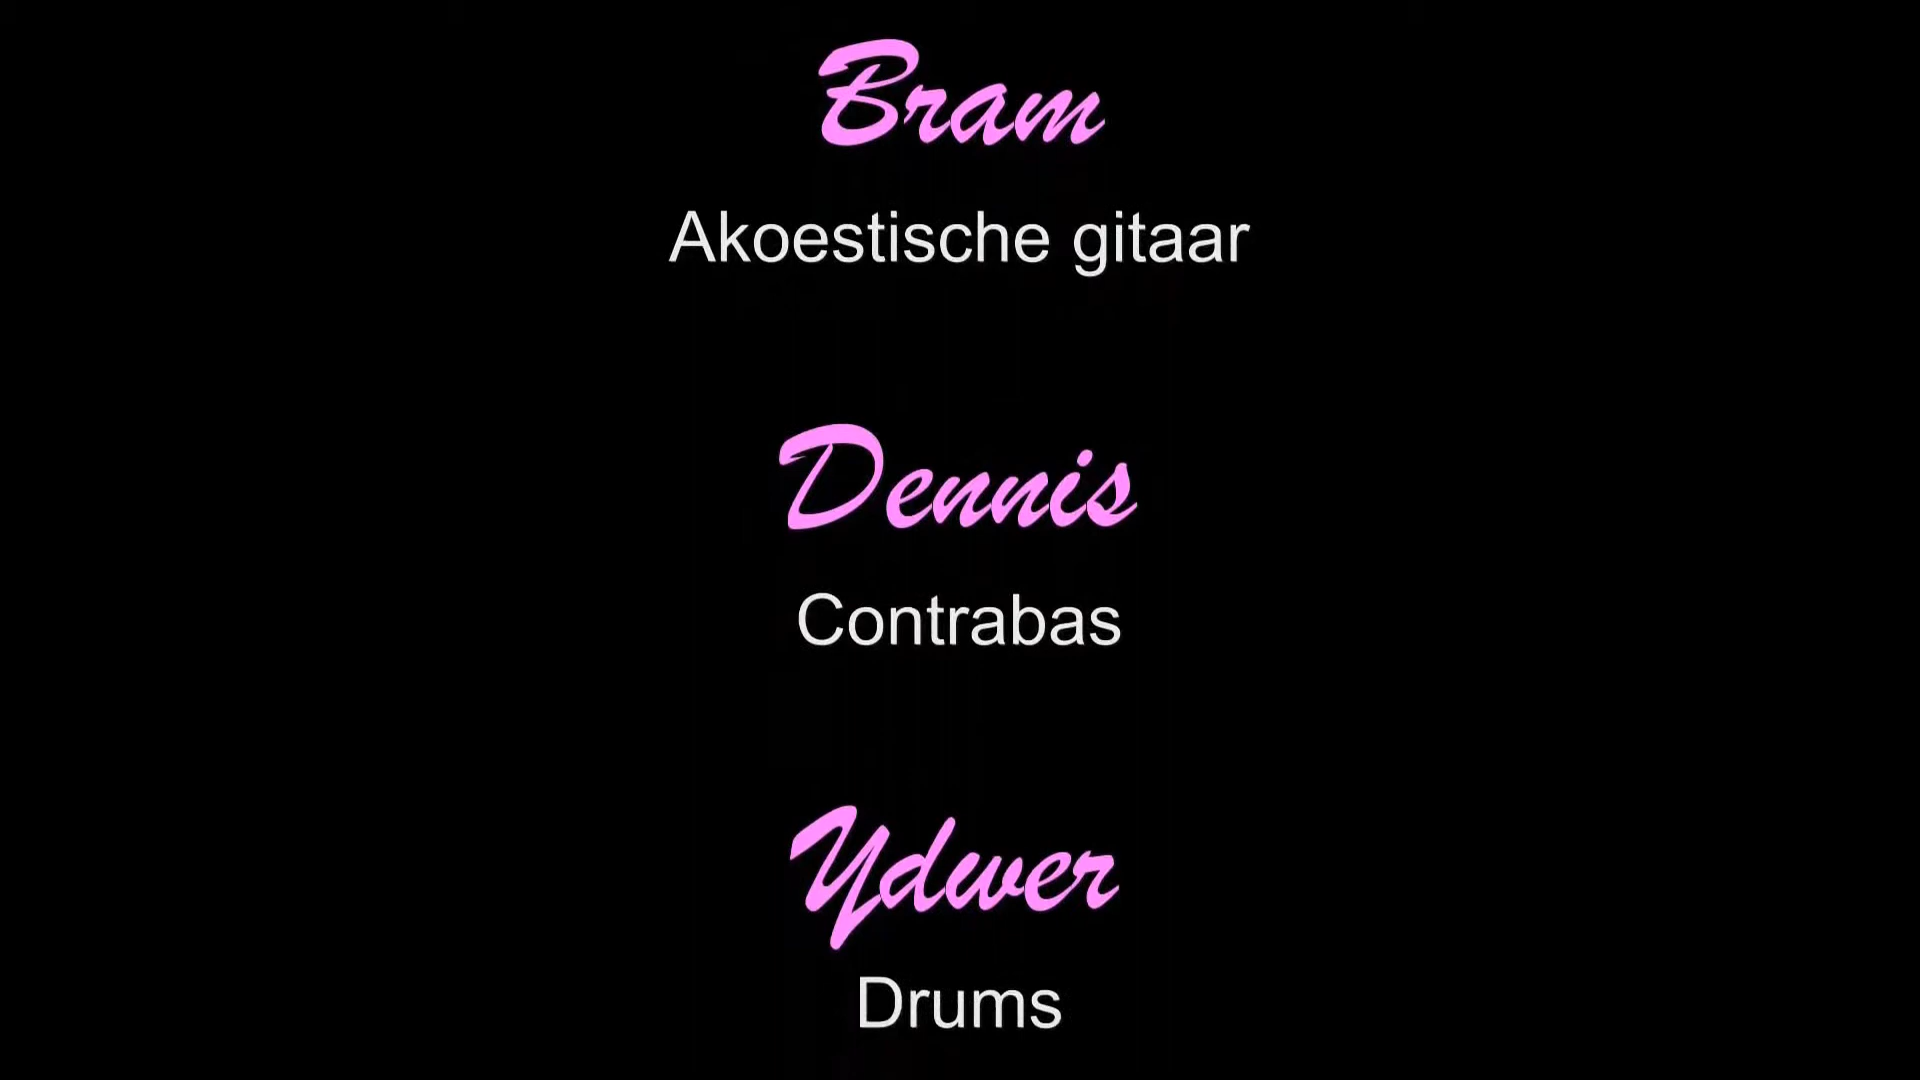 Bram
Akoestische gitaar
Dennis
Contrabas
Ydwer
Drums